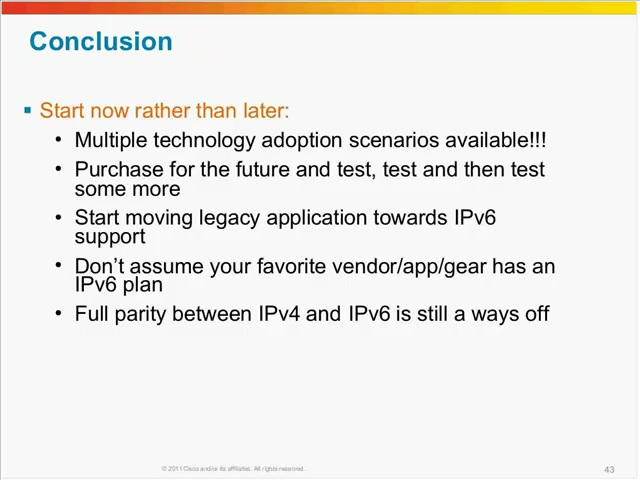 Conclusion
▪ Start now rather than later:
• Multiple technology adoption scenarios available!!!
• Purchase for the future and test, test and then test
some more
• Start moving legacy application towards IPv6
support
• Don't assume your favorite vendor/app/gear has an
IPv6 plan
• Full parity between IPv4 and IPv6 is still a ways off
© 2011 Cisco and/or its affiliates. All rights reserved.
43